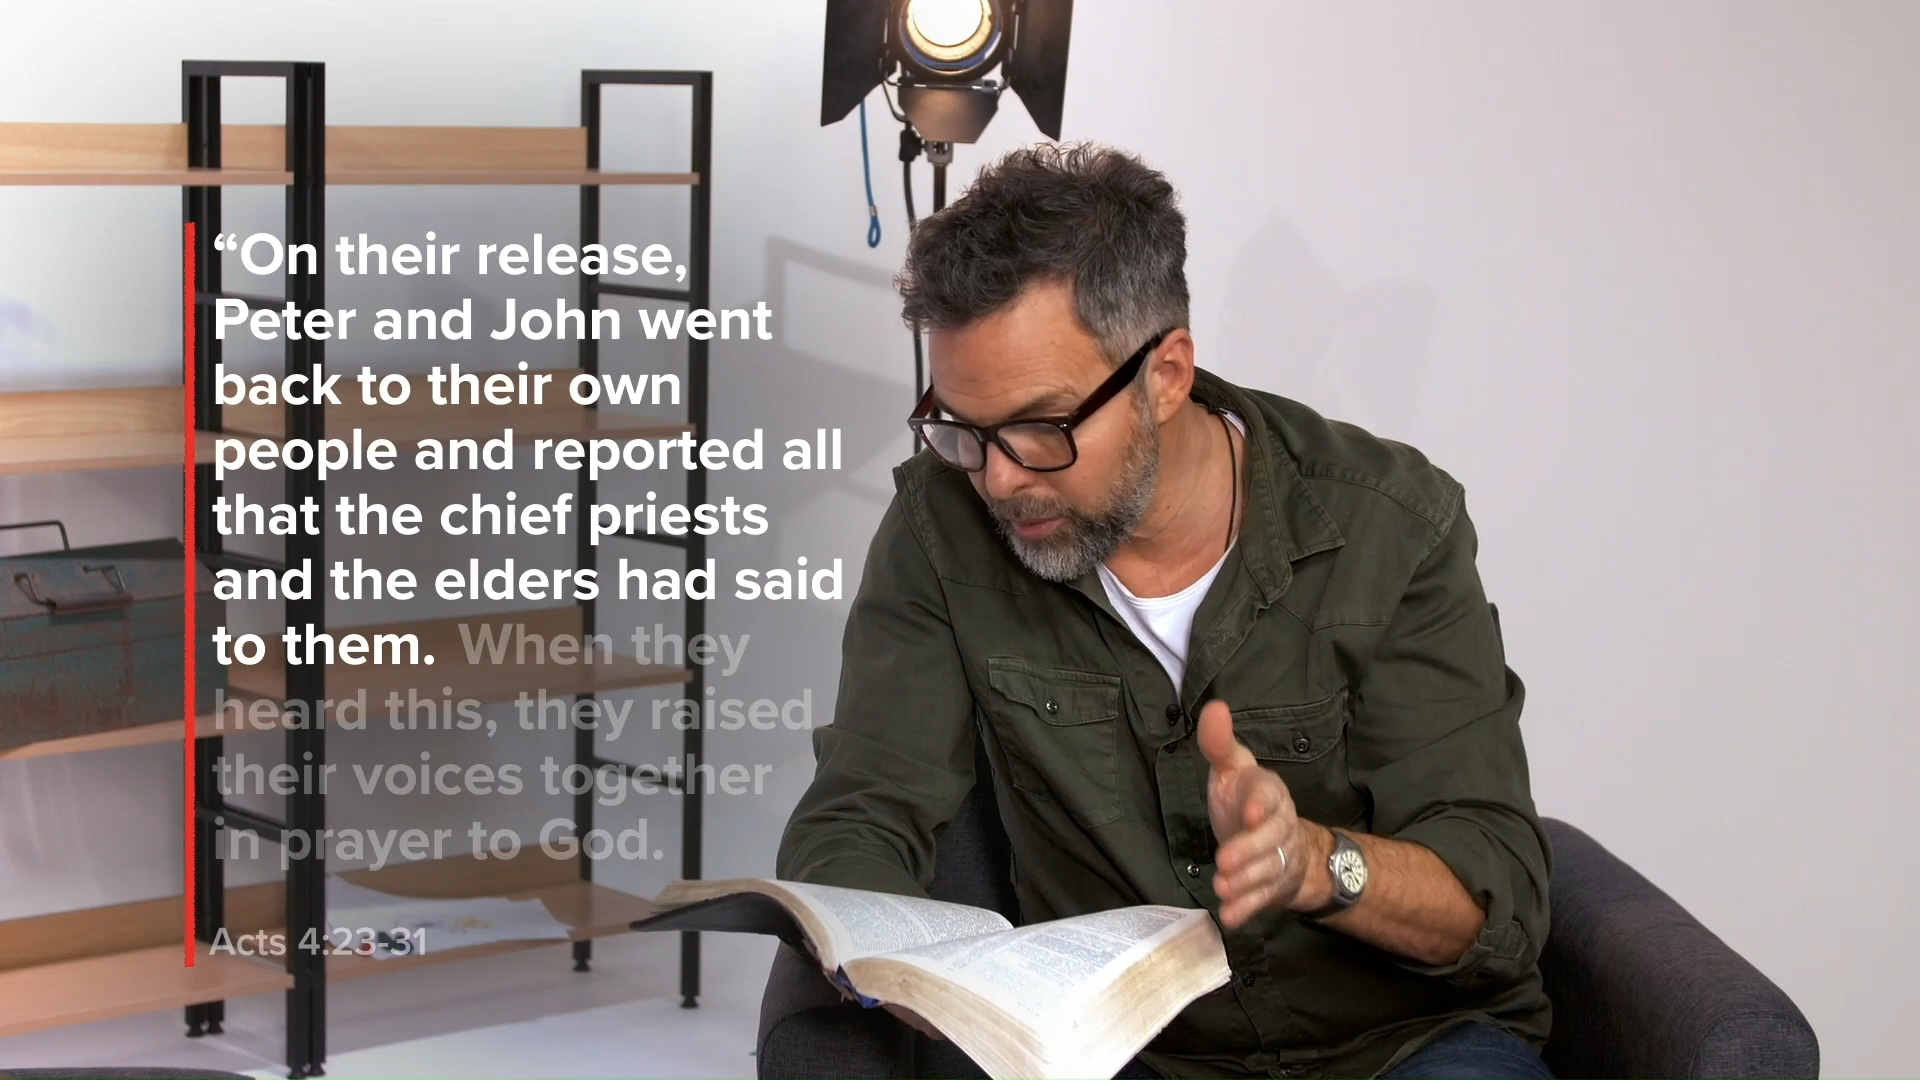 “On their release,
Peter and John went
back to their own
people and reported all
that the chief priests
and the elders had said
to them. When they
heard this, they raised
their voices together
in prayer to God.
Acts 4:23-31